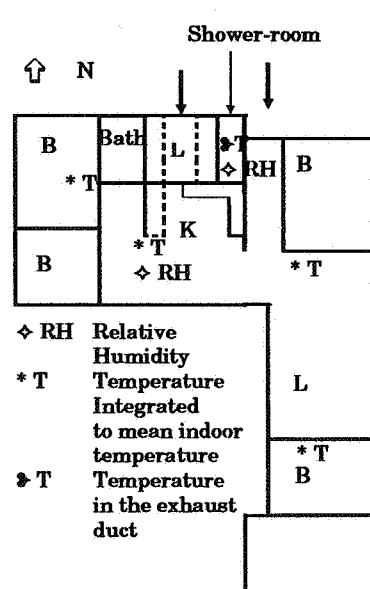 Shower-room
N
B
Bath
L
T
B
* T
RH
K
* T
RH
B
* T
RH Relative
Humidity
* T Temperature
Integrated
to mean indoor
temperature
T Temperature
in the exhaust
duct
L
* T
B